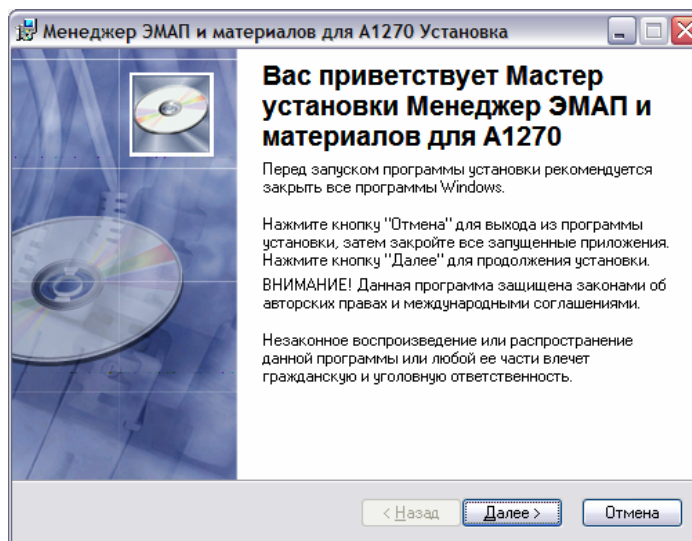 Менеджер ЭМАП и материалов для А1270 Установка
Вас приветствует Мастер
установки Менеджер ЭМАП и
материалов для А1270
Перед запуском программы установки рекомендуется
закрыть все программы Windows.
Нажмите кнопку "Отмена" для выхода из программы
установки, затем закройте все запущенные приложения.
Нажмите кнопку "Далее" для продолжения установки.
ВНИМАНИЕ! Данная программа защищена законами об
авторских правах и международными соглашениями.
Незаконное воспроизведение или распространение
данной программы или любой ее части влечет
гражданскую и уголовную ответственность.
< Назад Далее > Отмена